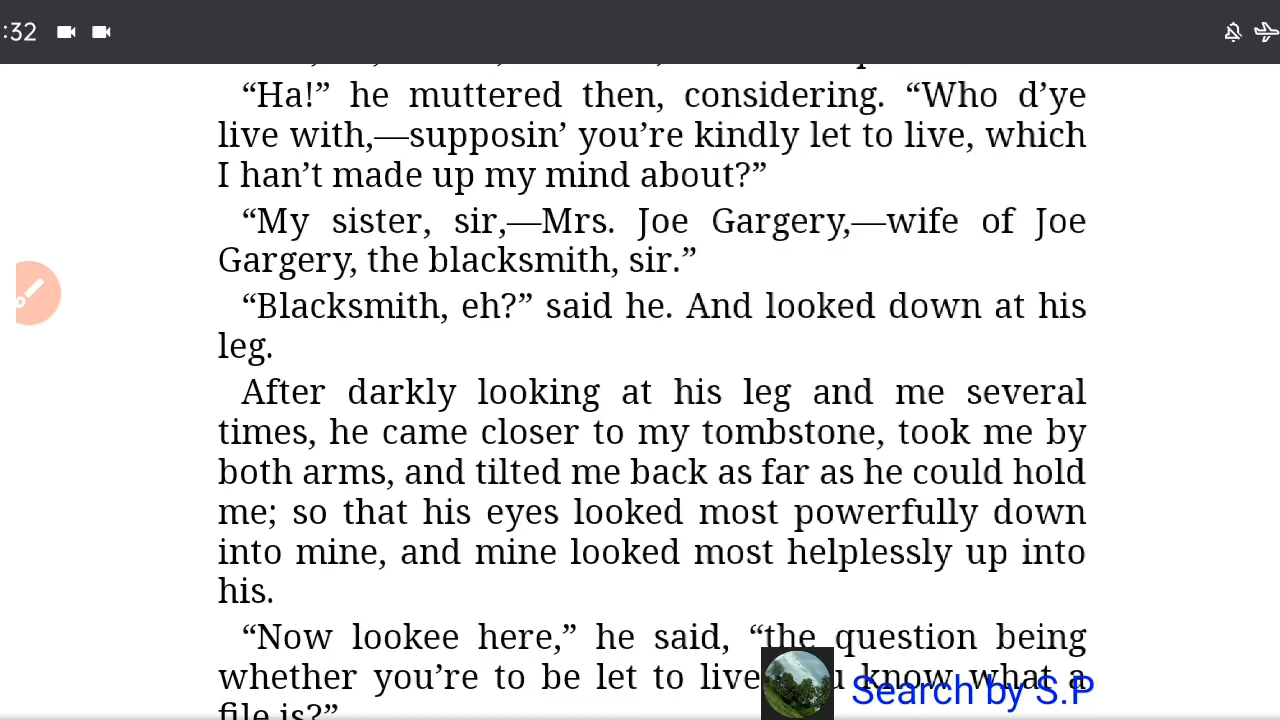 :32
“Ha!” he muttered then, considering. “Who d’ye
live with,—supposin’ you’re kindly let to live, which
I han’t made up my mind about?”
“My sister, sir,—Mrs. Joe Gargery,—wife of Joe
Gargery, the blacksmith, sir.”
“Blacksmith, eh?” said he. And looked down at his
leg.
After darkly looking at his leg and me several
times, he came closer to my tombstone, took me by
both arms, and tilted me back as far as he could hold
me; so that his eyes looked most powerfully down
into mine, and mine looked most helplessly up into
his.
“Now lookee here,” he said, “the question being
whether you’re to be let to live know what a
file is?”
Search by S.P